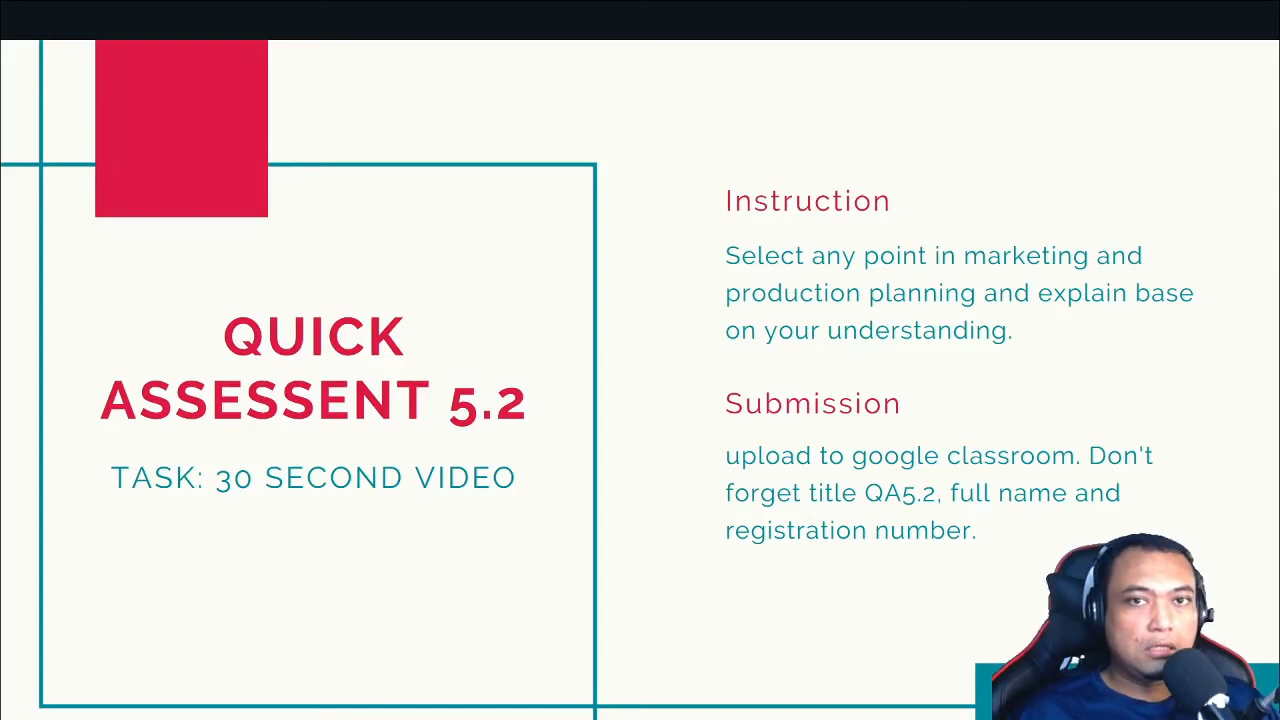 QUICK
ASSESSENT 5.2
TASK: 30 SECOND VIDEO
Instruction
Select any point in marketing and
production planning and explain base
on your understanding.
Submission
upload to google classroom. Don't
forget title QA5.2, full name and
registration number.